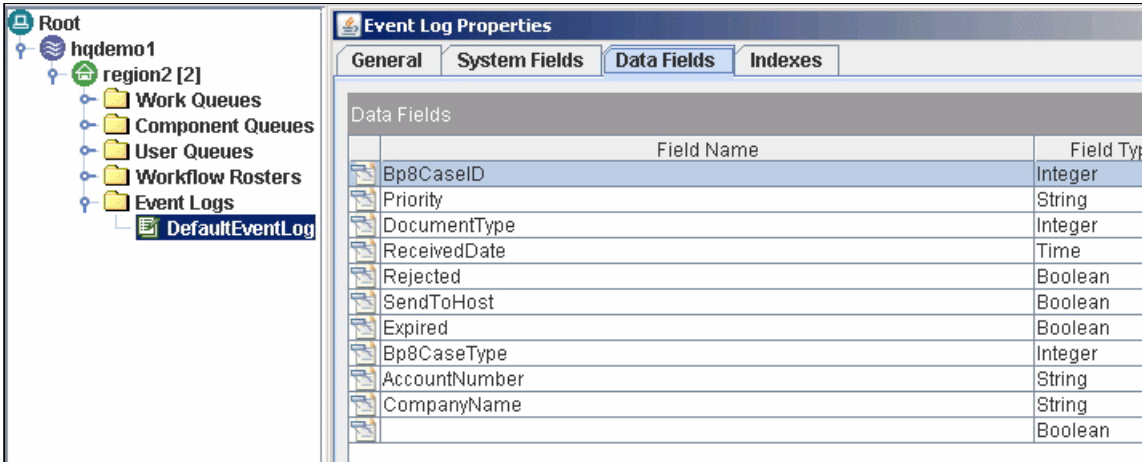 Root
hqdemo1
region2 [2]
Work Queues
Component Queues
User Queues
Workflow Rosters
Event Logs
DefaultEventLog
Event Log Properties
General System Fields Data Fields Indexes
Data Fields
Field Name Field Typ
Bp8CaseID Integer
Priority String
DocumentType Integer
ReceivedDate Time
Rejected Boolean
SendToHost Boolean
Expired Boolean
Bp8CaseType Integer
AccountNumber String
CompanyName String
Boolean